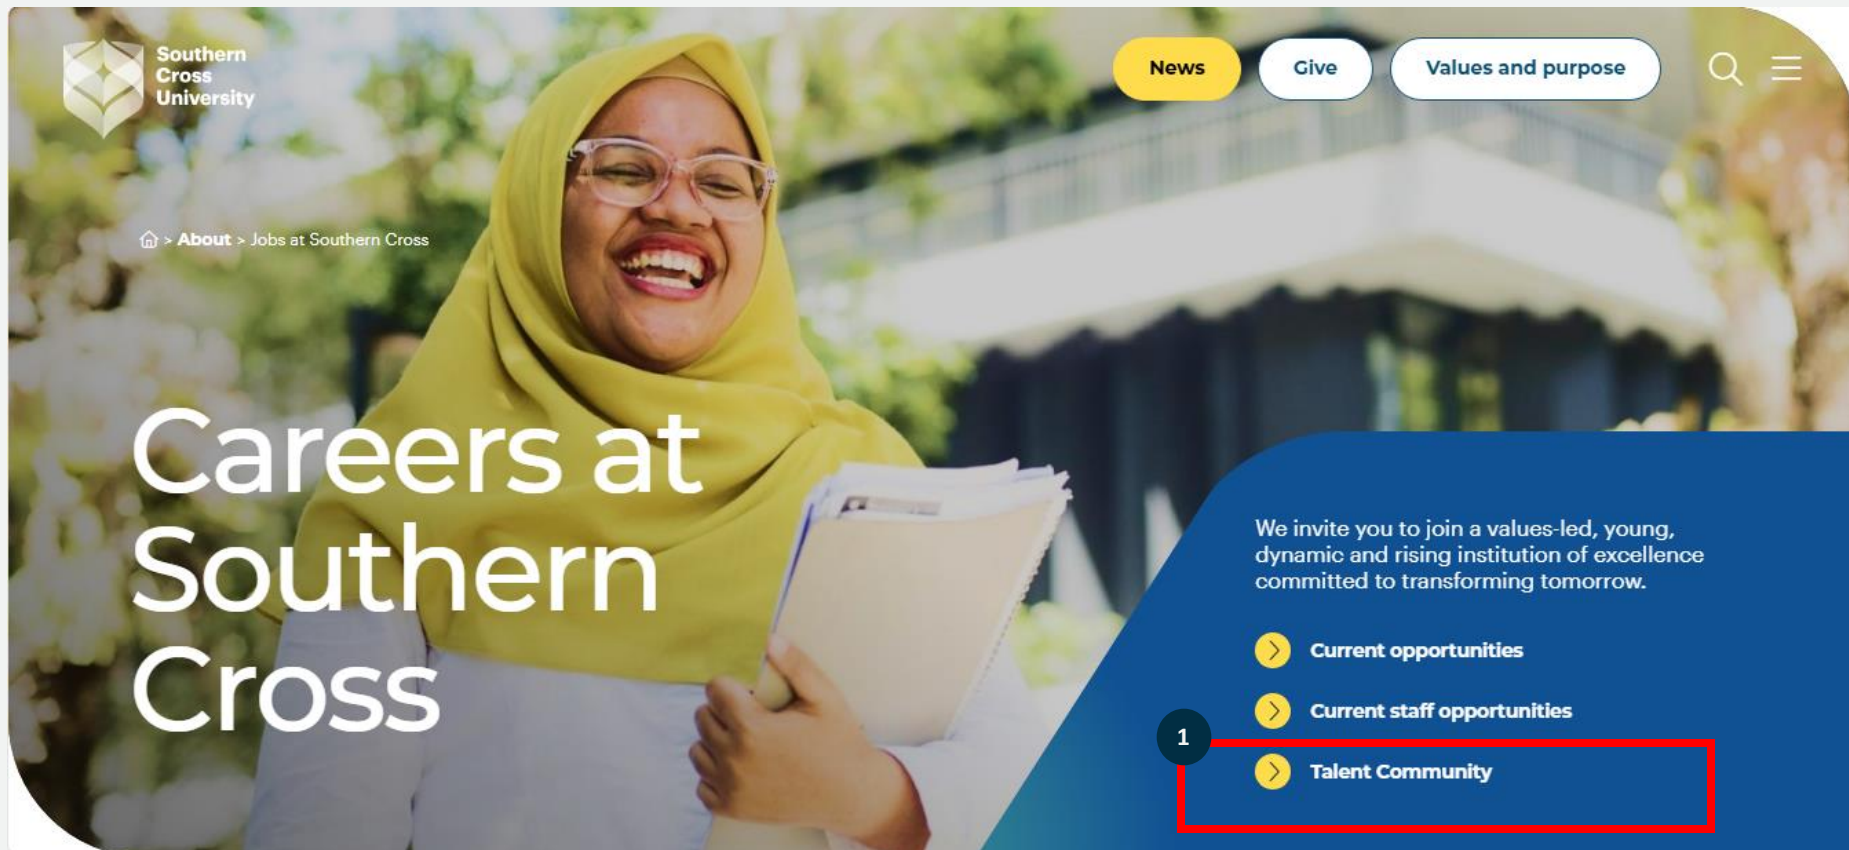 Southern
Cross
University
News
Give
Values and purpose
> About > Jobs at Southern Cross
Careers at
Southern
Cross
We invite you to join a values-led, young,
dynamic and rising institution of excellence
committed to transforming tomorrow.
Current opportunities
Current staff opportunities
1
Talent Community